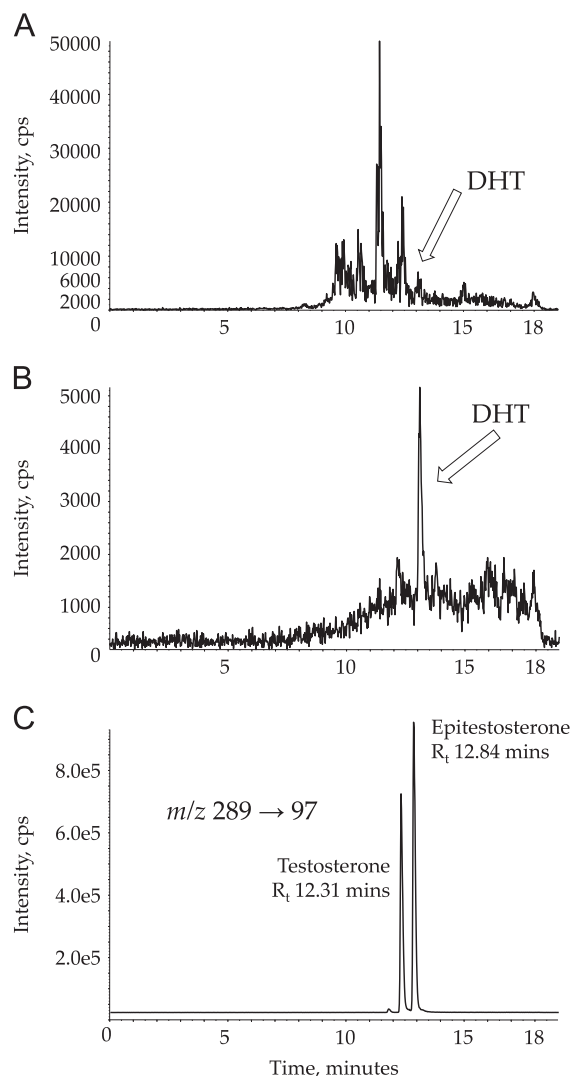 A
50000
40000
30000
20000
10000
6000
2000
0
Intensity, cps
DHT
5
10
15
18
B
5000
4000
3000
2000
1000
0
Intensity, cps
DHT
5
10
15
18
C
8.0e5
6.0e5
4.0e5
2.0e5
Intensity, cps
Epitestosterone
Rt 12.84 mins
m/z 289 → 97
Testosterone
Rt 12.31 mins
0
5
10
15
18
Time, minutes